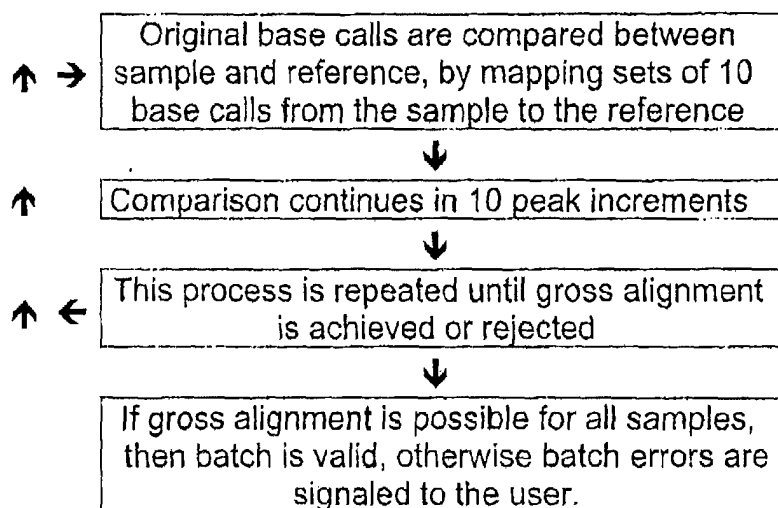 Original base calls are compared between
sample and reference, by mapping sets of 10
base calls from the sample to the reference
Comparison continues in 10 peak increments
This process is repeated until gross alignment
is achieved or rejected
If gross alignment is possible for all samples,
then batch is valid, otherwise batch errors are
signaled to the user.